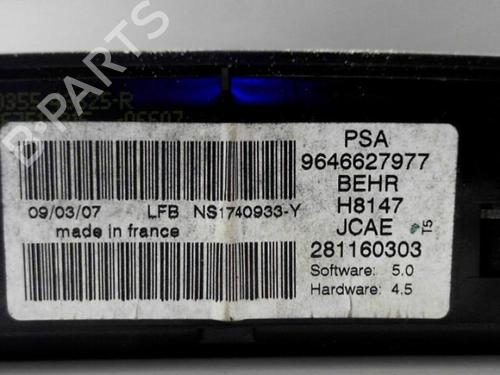 PSA
9646627977
BEHR
H8147
JCAE T5
281160303
Software: 5.0
Hardware: 4.5
09/03/07 LFB NS1740933-Y
made in france
B-Parts